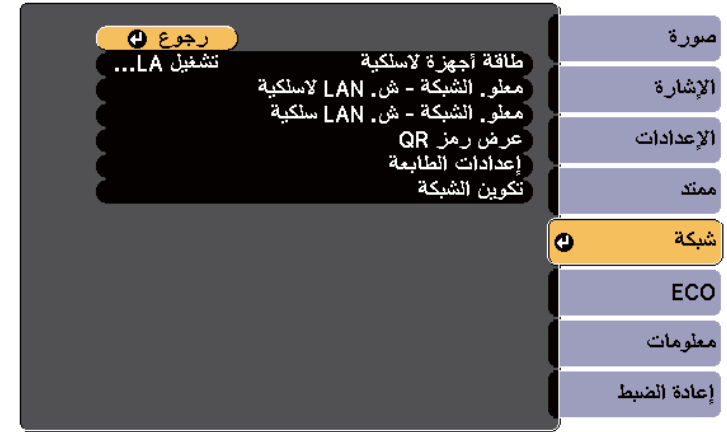 صورة
الإشارة
الإعدادات
ممتد
شبكة
ECO
معلومات
إعادة الضبط
رجوع
طاقة أجهزة لاسلكية تشغيل LA...
معلو. الشبكة - ش. LAN لاسلكية
معلو. الشبكة - ش. LAN سلكية
عرض رمز QR
إعدادات الطابعة
تكوين الشبكة